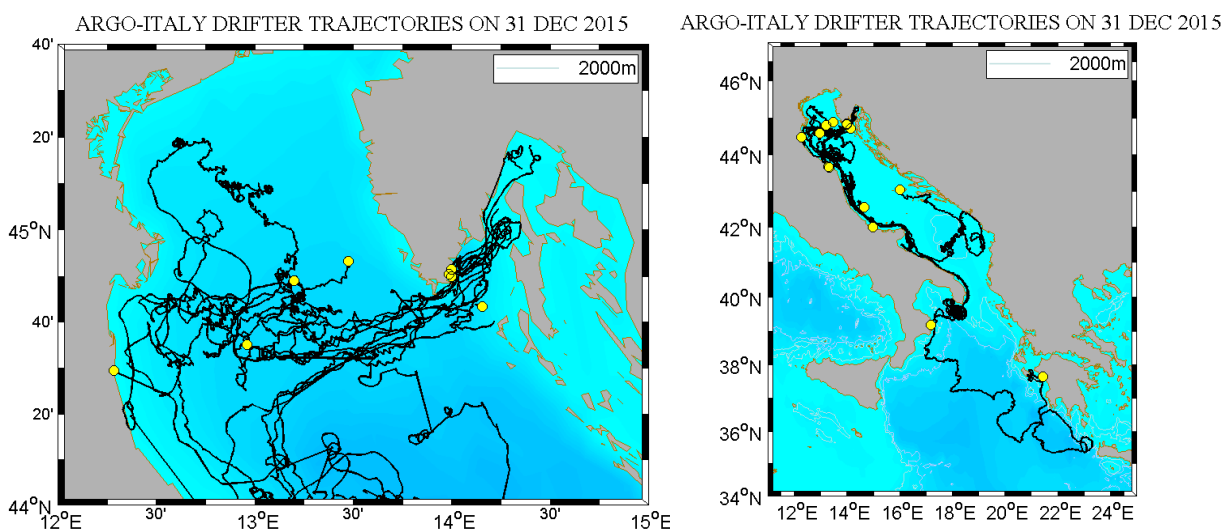 ARGO-ITALY DRIFTER TRAJECTORIES ON 31 DEC 2015
40'
2000m
20'
45°N
40'
20'
44°N
12°E 30' 13°E 30' 14°E 30' 15°E
ARGO-ITALY DRIFTER TRAJECTORIES ON 31 DEC 2015
2000m
46°N
44°N
42°N
40°N
38°N
36°N
34°N
12°E 14°E 16°E 18°E 20°E 22°E 24°E